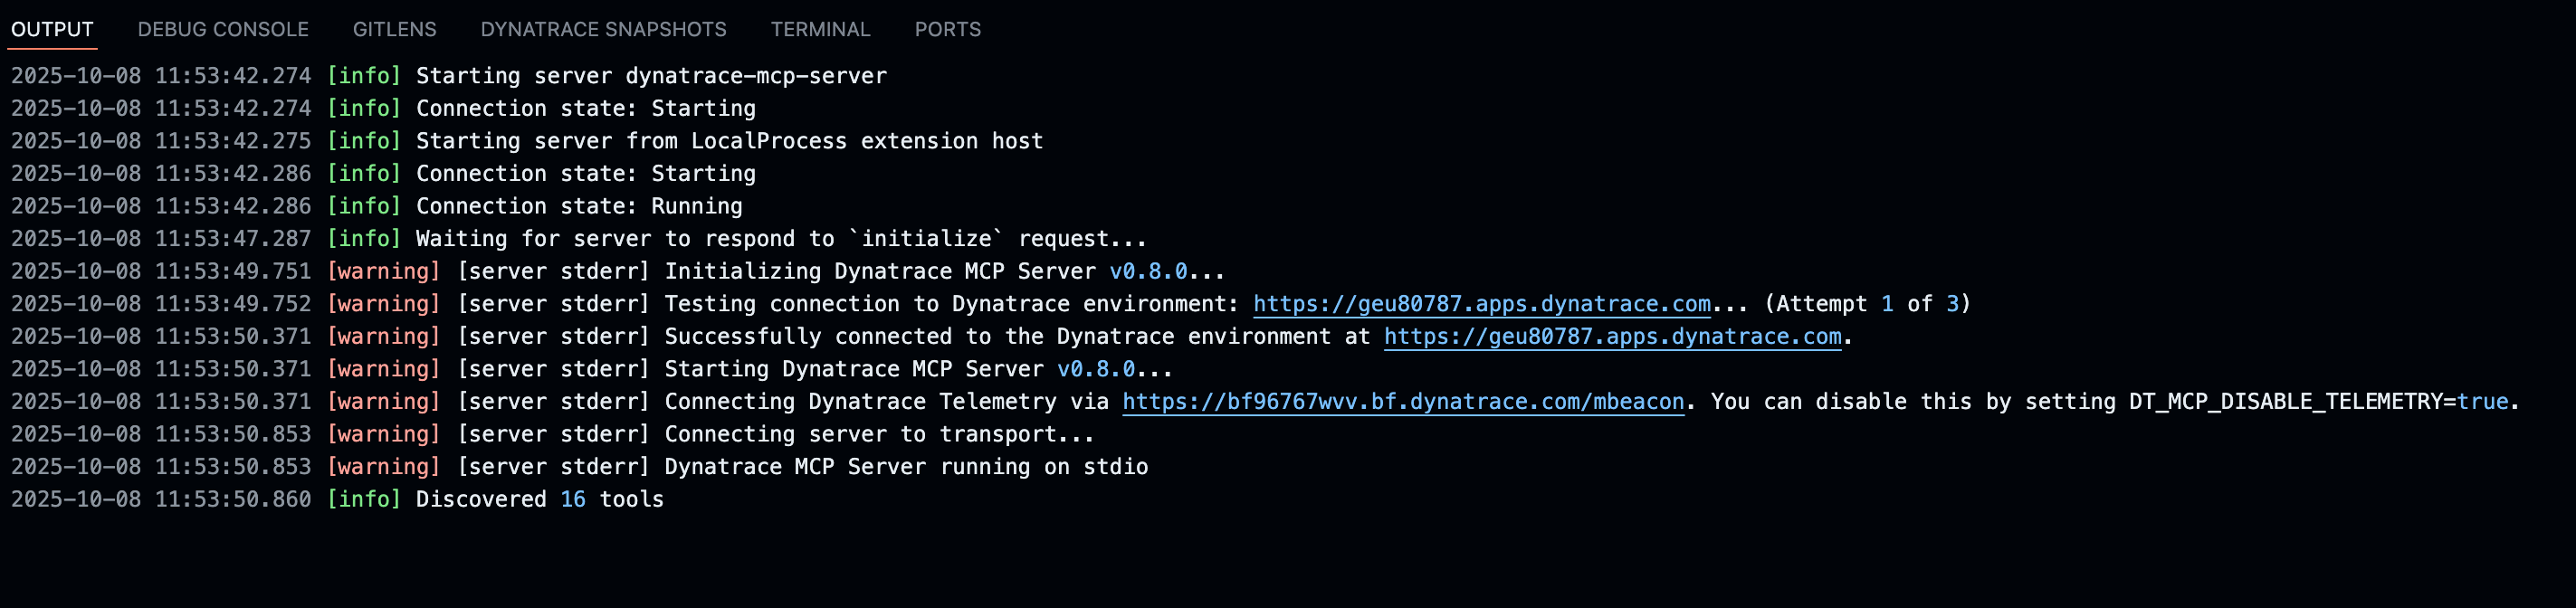 OUTPUT DEBUG CONSOLE GITLENS DYNATRACE SNAPSHOTS TERMINAL PORTS
2025-10-08 11:53:42.274 [info] Starting server dynatrace-mcp-server
2025-10-08 11:53:42.274 [info] Connection state: Starting
2025-10-08 11:53:42.275 [info] Starting server from LocalProcess extension host
2025-10-08 11:53:42.286 [info] Connection state: Starting
2025-10-08 11:53:42.286 [info] Connection state: Running
2025-10-08 11:53:47.287 [info] Waiting for server to respond to `initialize` request...
2025-10-08 11:53:49.751 [warning] [server stderr] Initializing Dynatrace MCP Server v0.8.0...
2025-10-08 11:53:49.752 [warning] [server stderr] Testing connection to Dynatrace environment: https://geu80787.apps.dynatrace.com... (Attempt 1 of 3)
2025-10-08 11:53:50.371 [warning] [server stderr] Successfully connected to the Dynatrace environment at https://geu80787.apps.dynatrace.com.
2025-10-08 11:53:50.371 [warning] [server stderr] Starting Dynatrace MCP Server v0.8.0...
2025-10-08 11:53:50.371 [warning] [server stderr] Connecting Dynatrace Telemetry via https://bf96767wvv.bf.dynatrace.com/mbeacon. You can disable this by setting DT_MCP_DISABLE_TELEMETRY=true.
2025-10-08 11:53:50.853 [warning] [server stderr] Connecting server to transport...
2025-10-08 11:53:50.853 [warning] [server stderr] Dynatrace MCP Server running on stdio
2025-10-08 11:53:50.860 [info] Discovered 16 tools